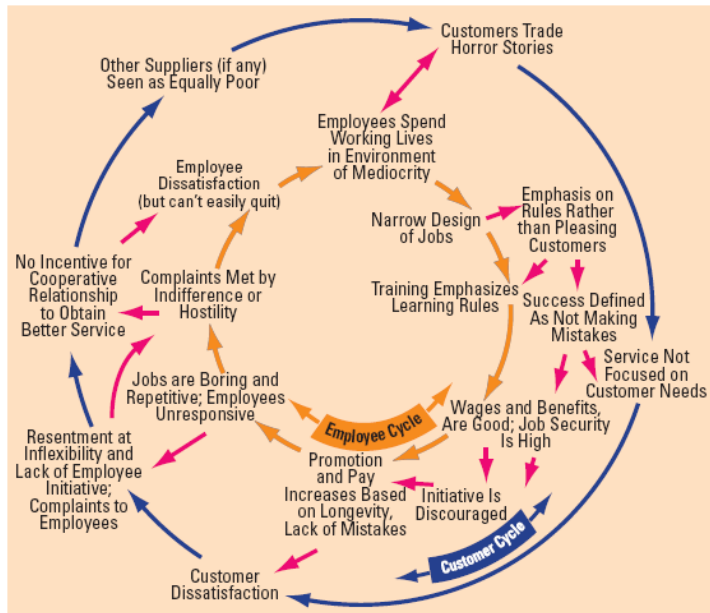 Customers Trade
Horror Stories
Other Suppliers (if any)
Seen as Equally Poor
Employees Spend
Working Lives
in Environment
of Mediocrity
Employee
Dissatisfaction
(but can't easily quit)
Emphasis on
Rules Rather
than Pleasing
Customers
Narrow Design
of Jobs
No Incentive for
Cooperative
Relationship
to Obtain
Better Service
Complaints Met by
Indifference or
Hostility
Training Emphasizes
Learning Rules
Success Defined
As Not Making
Mistakes
Service Not
Focused on
Customer Needs
Jobs are Boring and
Repetitive; Employees
Unresponsive
Employee Cycle
Wages and Benefits,
Are Good; Job Security
Is High
Resentment at
Inflexibility and
Lack of Employee
Initiative;
Complaints to
Employees
Promotion
and Pay
Increases Based
on Longevity,
Lack of Mistakes
Initiative Is
Discouraged
Customer Cycle
Customer
Dissatisfaction